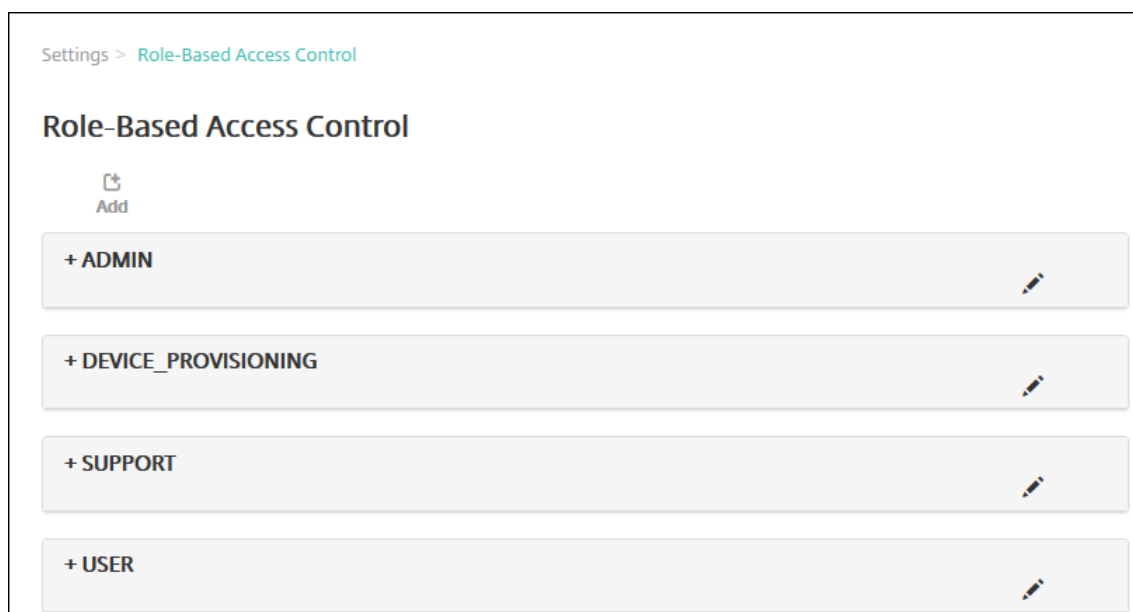 Settings > Role-Based Access Control
Role-Based Access Control
Add
+ ADMIN
+ DEVICE_PROVISIONING
+ SUPPORT
+ USER